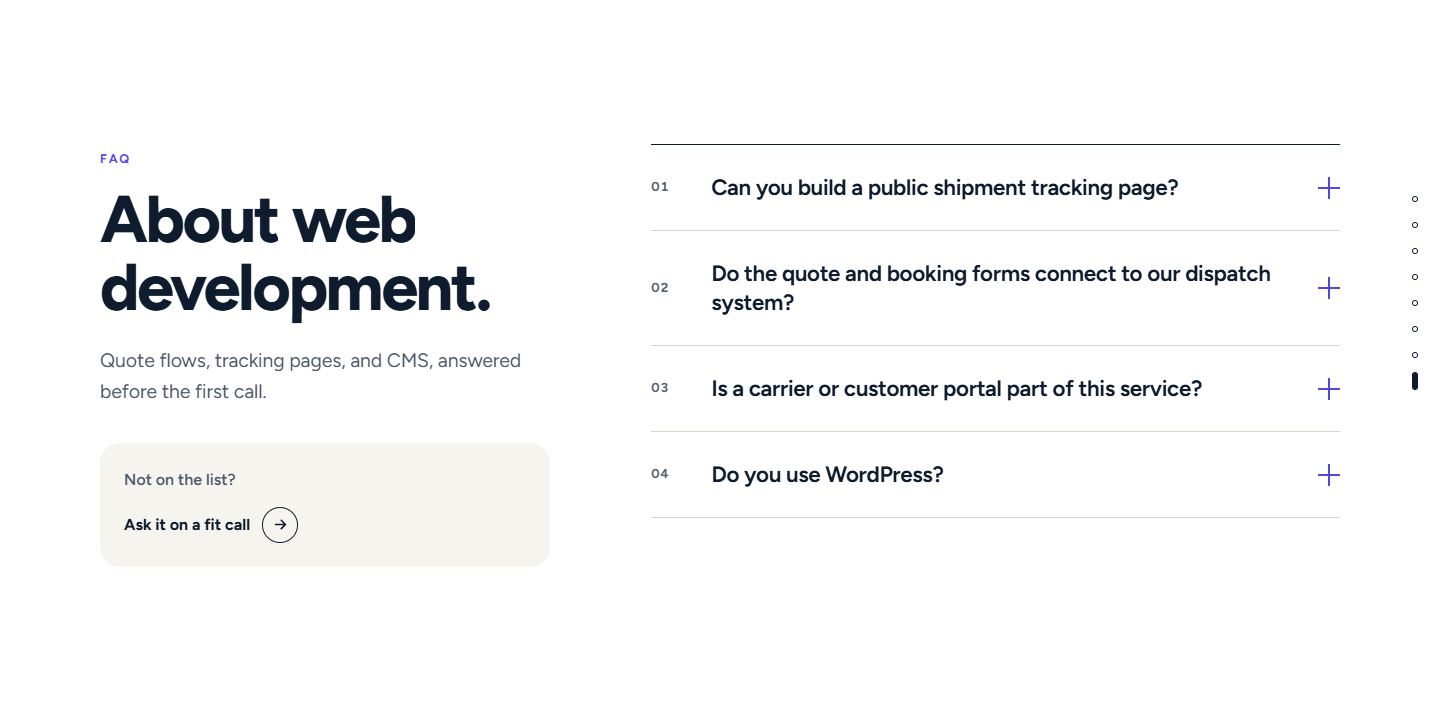 FAQ
About web
development.
Quote flows, tracking pages, and CMS, answered
before the first call.
Not on the list?
Ask it on a fit call
01 Can you build a public shipment tracking page?
02 Do the quote and booking forms connect to our dispatch
system?
03 Is a carrier or customer portal part of this service?
04 Do you use WordPress?